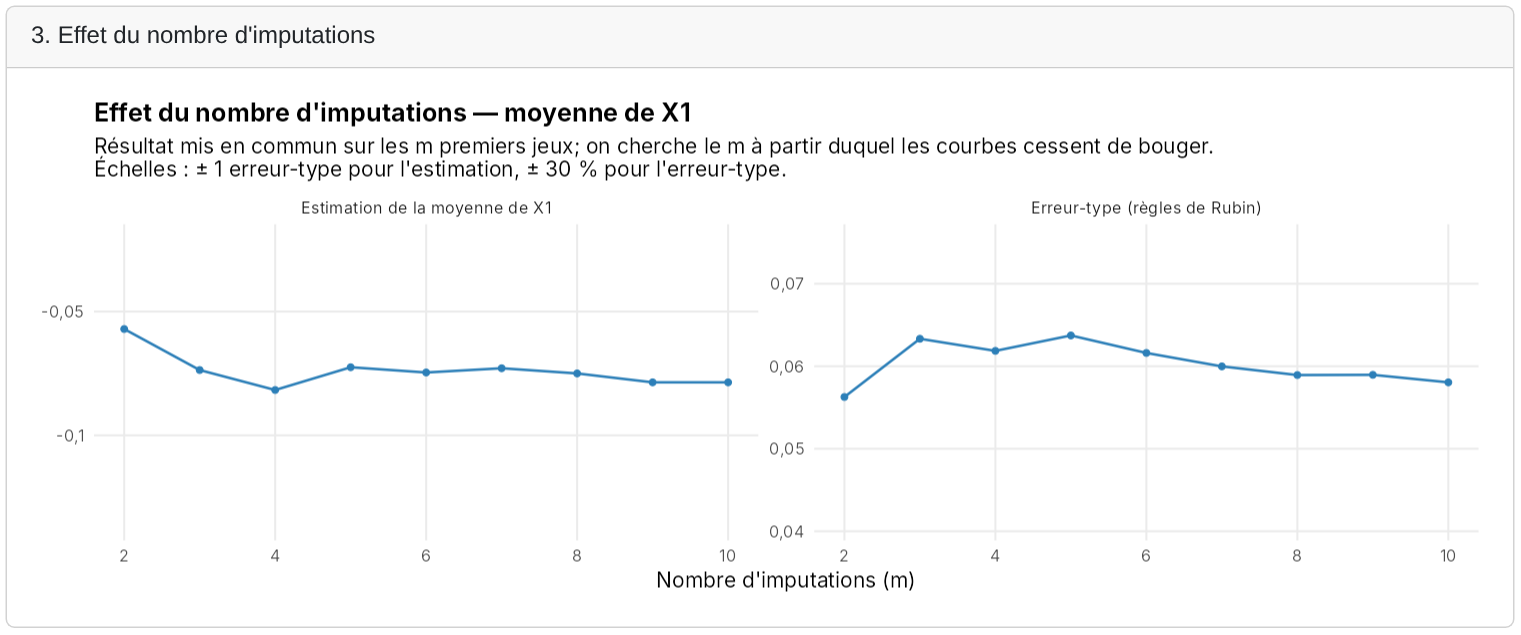 3. Effet du nombre d'imputations
Effet du nombre d'imputations — moyenne de X1
Résultat mis en commun sur les m premiers jeux; on cherche le m à partir duquel les courbes cessent de bouger.
Échelles : ± 1 erreur-type pour l'estimation, ± 30 % pour l'erreur-type.
Estimation de la moyenne de X1
-0,05
-0,1
2 4 6 8 10
Erreur-type (règles de Rubin)
0,07
0,06
0,05
0,04
2 4 6 8 10
Nombre d'imputations (m)